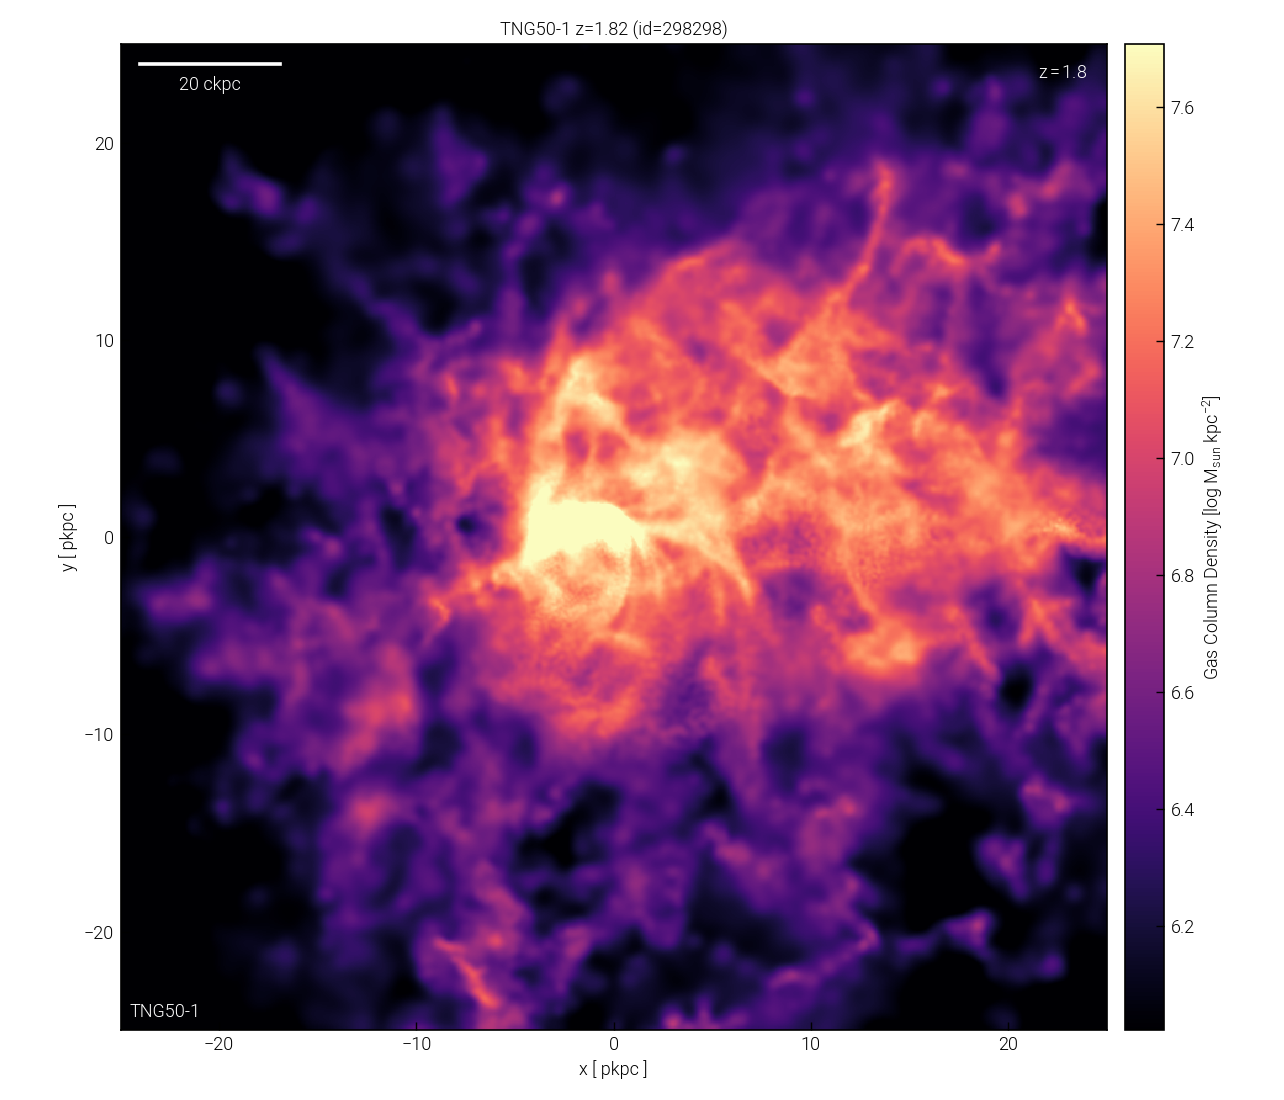 TNG50-1 z=1.82 (id=298298)
20 ckpc
z=1.8
TNG50-1
20
10
0
−10
−20
y [ pkpc ]
−20
−10
0
10
20
x [ pkpc ]
7.6
7.4
7.2
7.0
6.8
6.6
6.4
6.2
Gas Column Density [log M_sun kpc^−2]